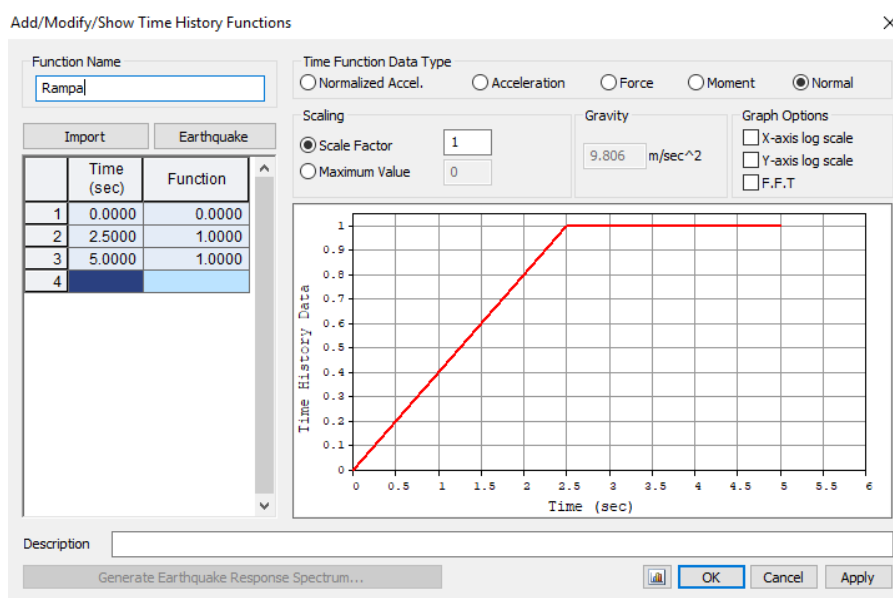 Add/Modify/Show Time History Functions
Function Name
Rampa
Import
Earthquake
Time (sec)
Function
1 0.0000 0.0000
2 2.5000 1.0000
3 5.0000 1.0000
4
Time Function Data Type
Normalized Accel.
Acceleration
Force
Moment
Normal
Scaling
Scale Factor
1
Maximum Value
0
Gravity
9.806 m/sec^2
Graph Options
X-axis log scale
Y-axis log scale
F.F.T
Time History Data
1
0.9
0.8
0.7
0.6
0.5
0.4
0.3
0.2
0.1
0
0 0.5 1 1.5 2 2.5 3 3.5 4 4.5 5 5.5 6
Time (sec)
Description
Generate Earthquake Response Spectrum...
OK
Cancel
Apply